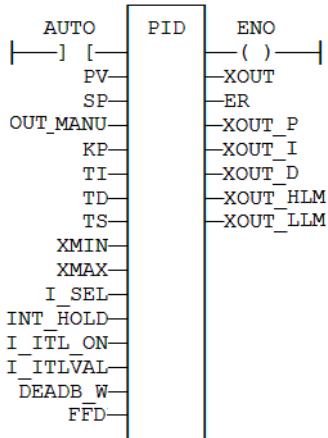 AUTO PID ENO
] [ ( )
PV XOUT
SP ER
OUT_MANU XOUT_P
KP XOUT_I
TI XOUT_D
TD XOUT_HLM
TS XOUT_LLM
XMIN
XMAX
I_SEL
INT_HOLD
I_ITL_ON
I_ITLVAL
DEADB_W
FFD